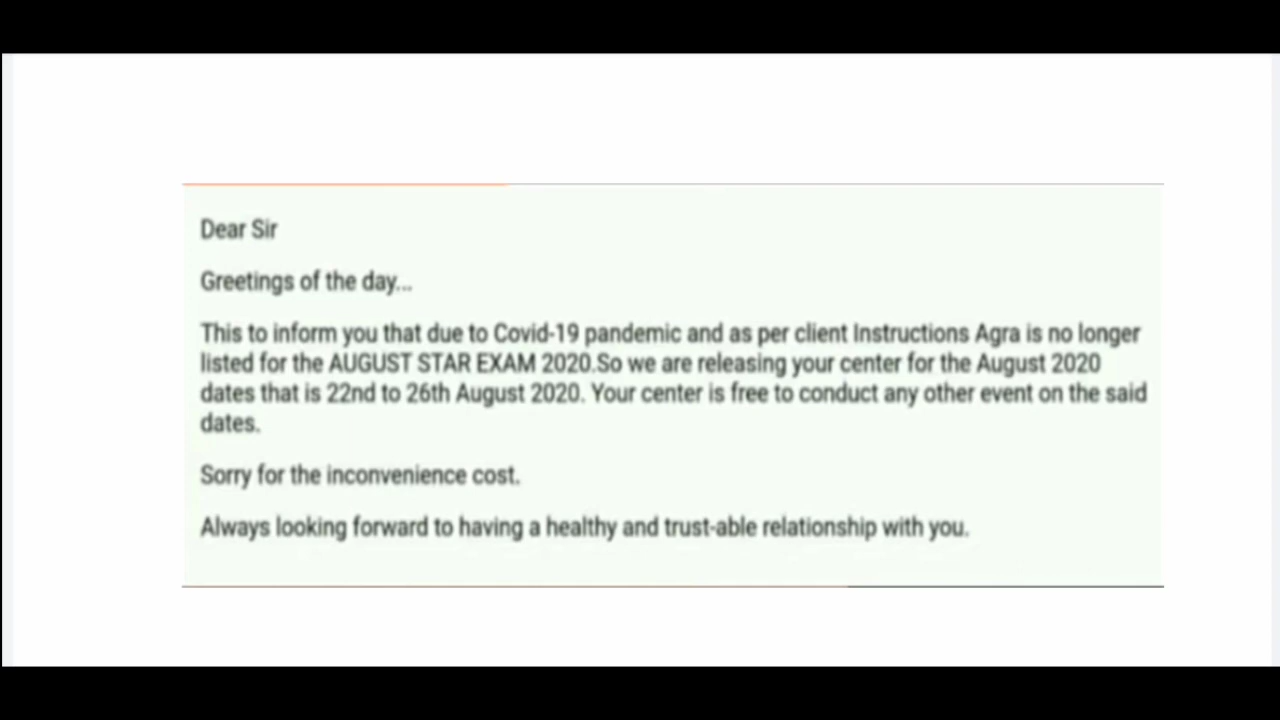 Dear Sir
Greetings of the day...
This to inform you that due to Covid-19 pandemic and as per client Instructions Agra is no longer
listed for the AUGUST STAR EXAM 2020.So we are releasing your center for the August 2020
dates that is 22nd to 26th August 2020. Your center is free to conduct any other event on the said
dates.
Sorry for the inconvenience cost.
Always looking forward to having a healthy and trust-able relationship with you.